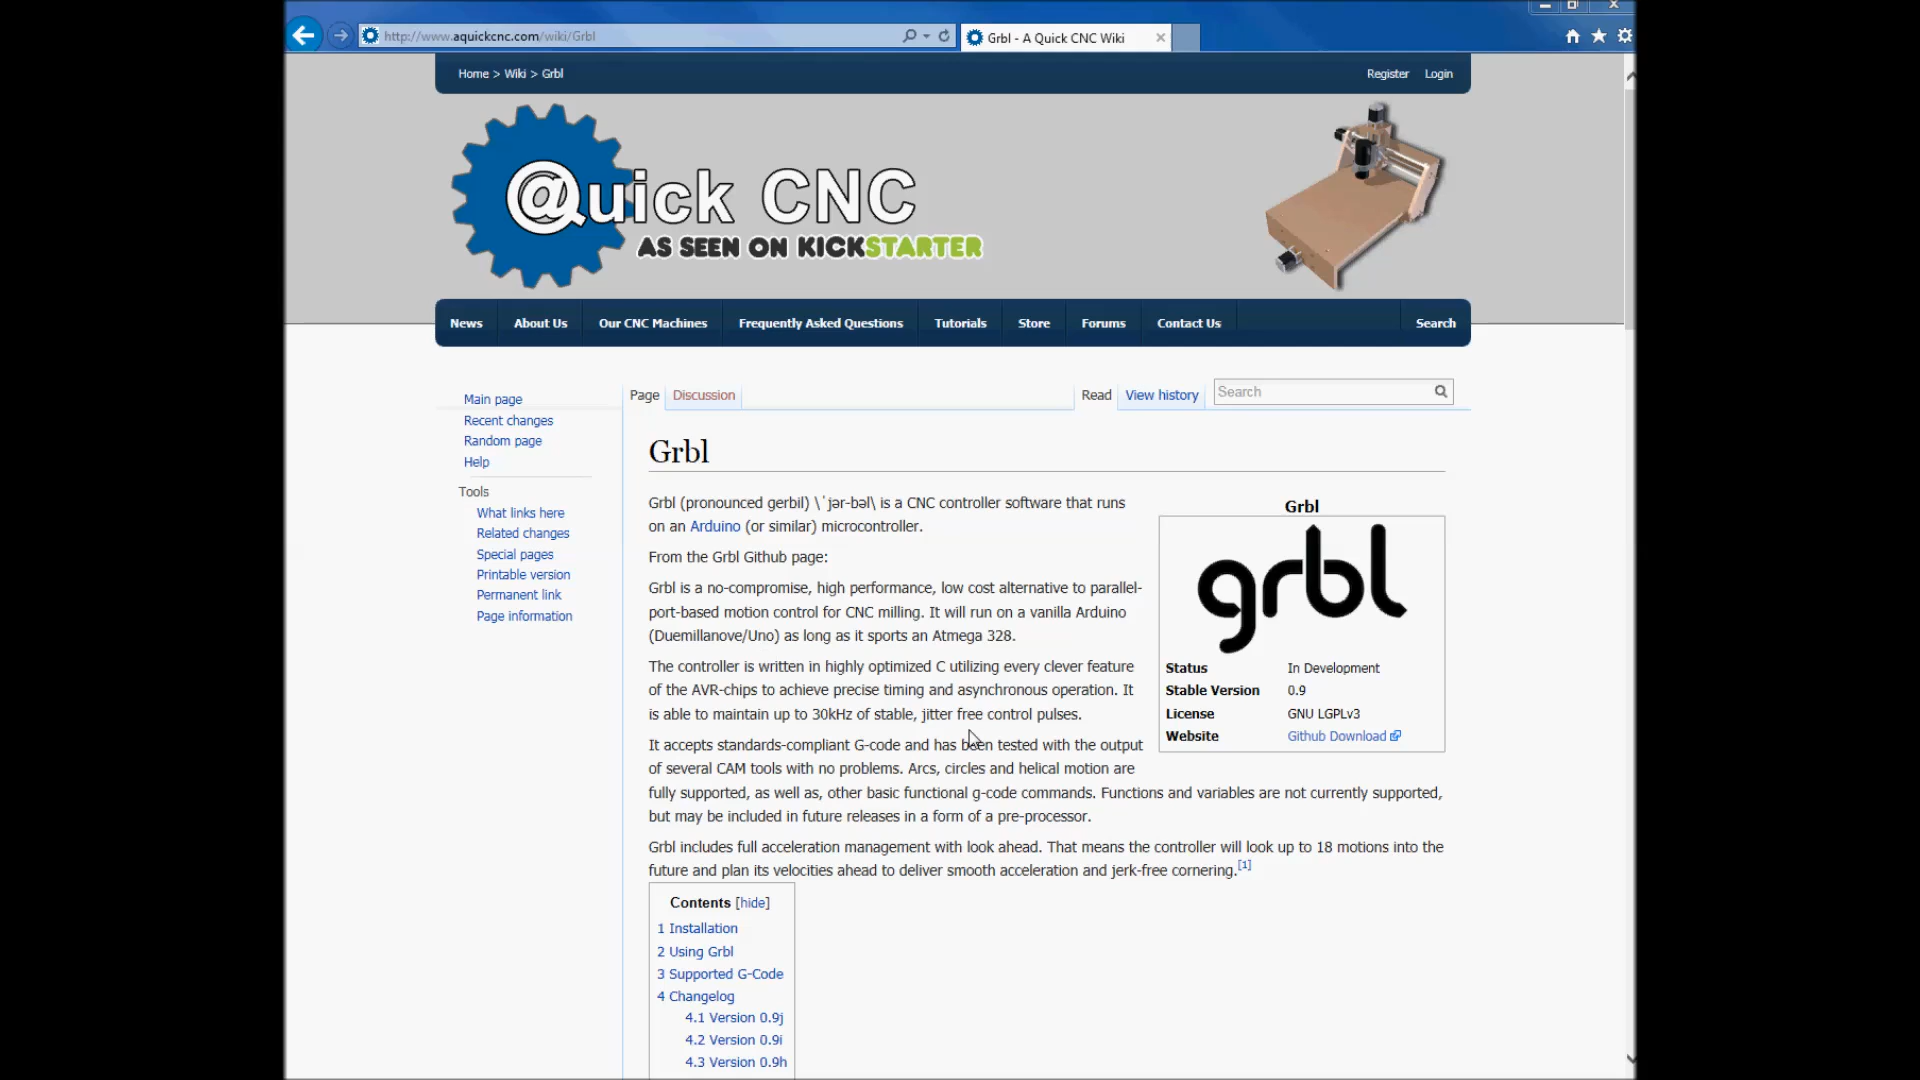 http://www.aquickcnc.com/wiki/Grbl
Grbl - A Quick CNC Wiki
Home > Wiki > Grbl
Register Login
@uick CNC
AS SEEN ON KICKSTARTER
News About Us Our CNC Machines Frequently Asked Questions Tutorials Store Forums Contact Us Search
Main page
Recent changes
Random page
Help
Tools
What links here
Related changes
Special pages
Printable version
Permanent link
Page information
Page Discussion Read View history Search
Grbl
Grbl (pronounced gerbil) \ˈjər-bəl\ is a CNC controller software that runs
on an Arduino (or similar) microcontroller.
From the Grbl Github page:
Grbl is a no-compromise, high performance, low cost alternative to parallel-
port-based motion control for CNC milling. It will run on a vanilla Arduino
(Duemillanove/Uno) as long as it sports an Atmega 328.
The controller is written in highly optimized C utilizing every clever feature
of the AVR-chips to achieve precise timing and asynchronous operation. It
is able to maintain up to 30kHz of stable, jitter free control pulses.
It accepts standards-compliant G-code and has been tested with the output
of several CAM tools with no problems. Arcs, circles and helical motion are
fully supported, as well as, other basic functional g-code commands. Functions and variables are not currently supported,
but may be included in future releases in a form of a pre-processor.
Grbl includes full acceleration management with look ahead. That means the controller will look up to 18 motions into the
future and plan its velocities ahead to deliver smooth acceleration and jerk-free cornering.[1]
Grbl
grbl
Status In Development
Stable Version 0.9
License GNU LGPLv3
Website Github Download
Contents [hide]
1 Installation
2 Using Grbl
3 Supported G-Code
4 Changelog
4.1 Version 0.9j
4.2 Version 0.9i
4.3 Version 0.9h